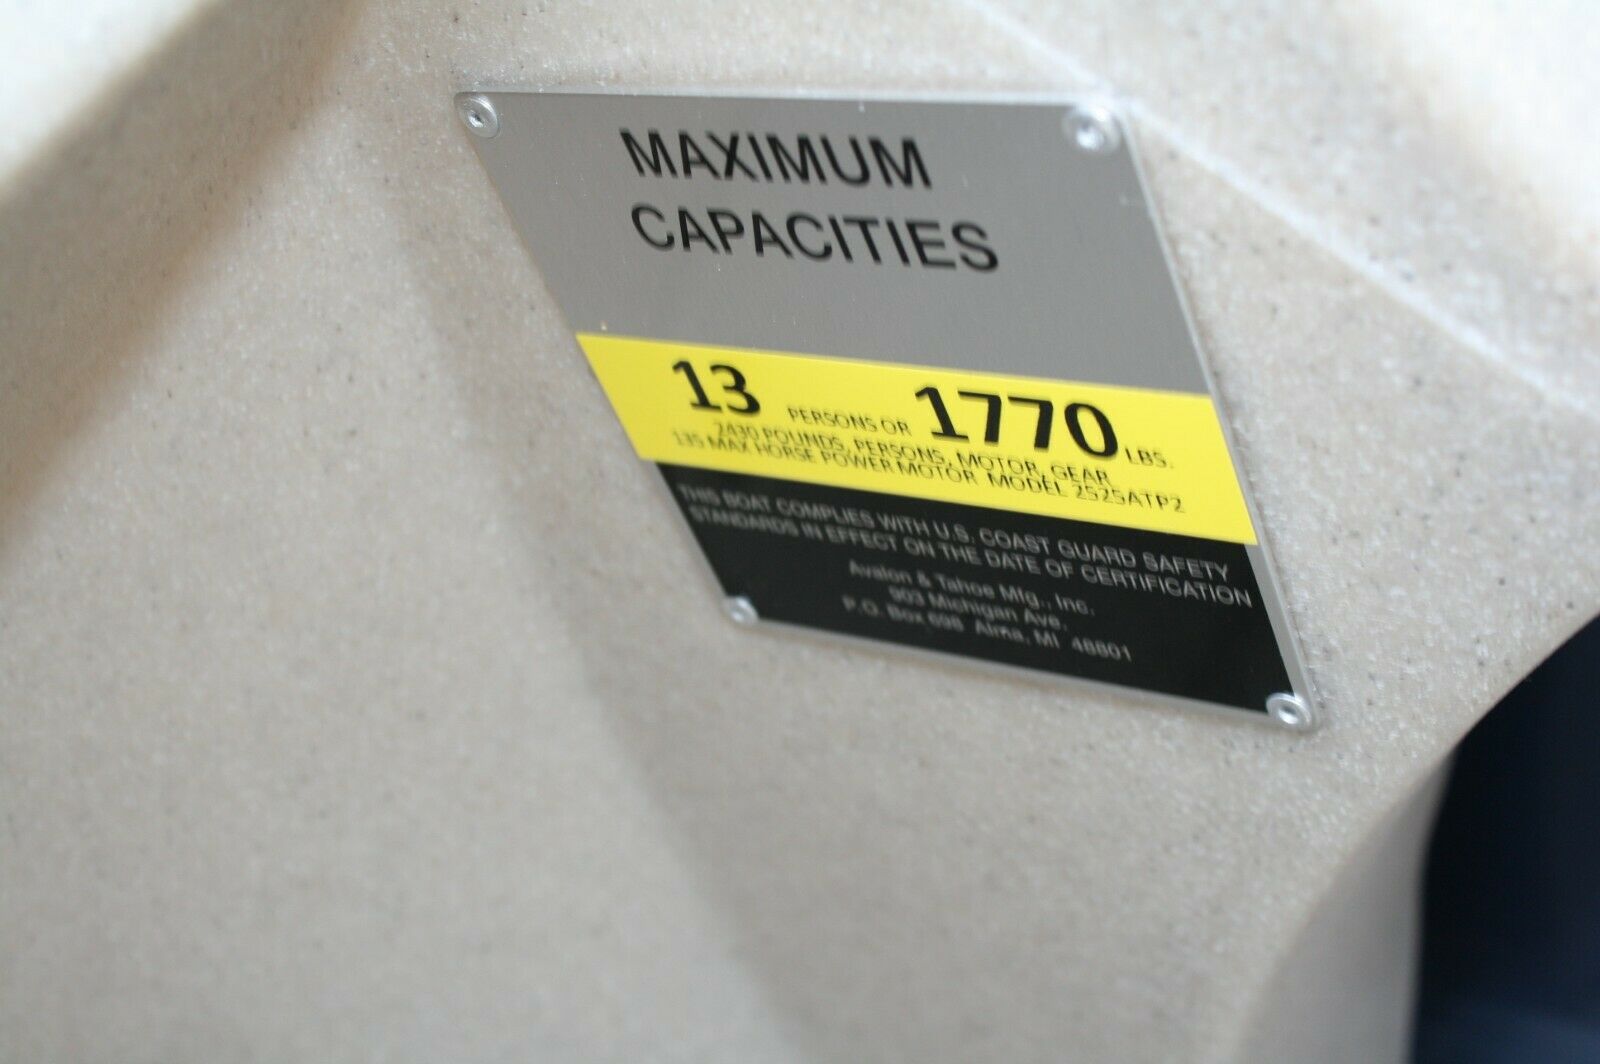 MAXIMUM
CAPACITIES
13 PERSONS OR 1770 LBS.
2430 POUNDS, PERSONS, MOTOR, GEAR
135 MAX HORSE POWER MOTOR MODEL 2525ATP2
THIS BOAT COMPLIES WITH U.S. COAST GUARD SAFETY
STANDARDS IN EFFECT ON THE DATE OF CERTIFICATION
Avalon & Tahoe Mfg., Inc.
903 Michigan Ave.
P.O. Box 698 Alma, MI 48801